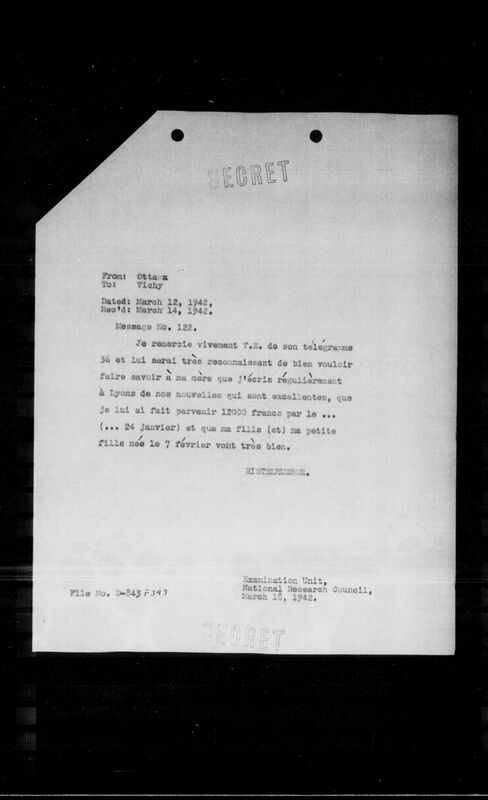 SECRET
From: Ottawa
To: Vichy
Dated: March 12, 1942.
Rec'd: March 14, 1942.
Message No. 122.
Je remercie vivement V.E. de son télégramme
36 et lui serai très reconnaissant de bien vouloir
faire savoir à ma mère que j'écris régulièrement
à Lyons de nos nouvelles qui sont excellentes, que
je lui ai fait parvenir 12000 francs par le ...
(... 24 janvier) et que ma fille (et) ma petite
fille née le 7 février vont très bien.
RISTELHUEBER.
Examination Unit,
National Research Council,
March 18, 1942.
File No. D-843 F397
SECRET